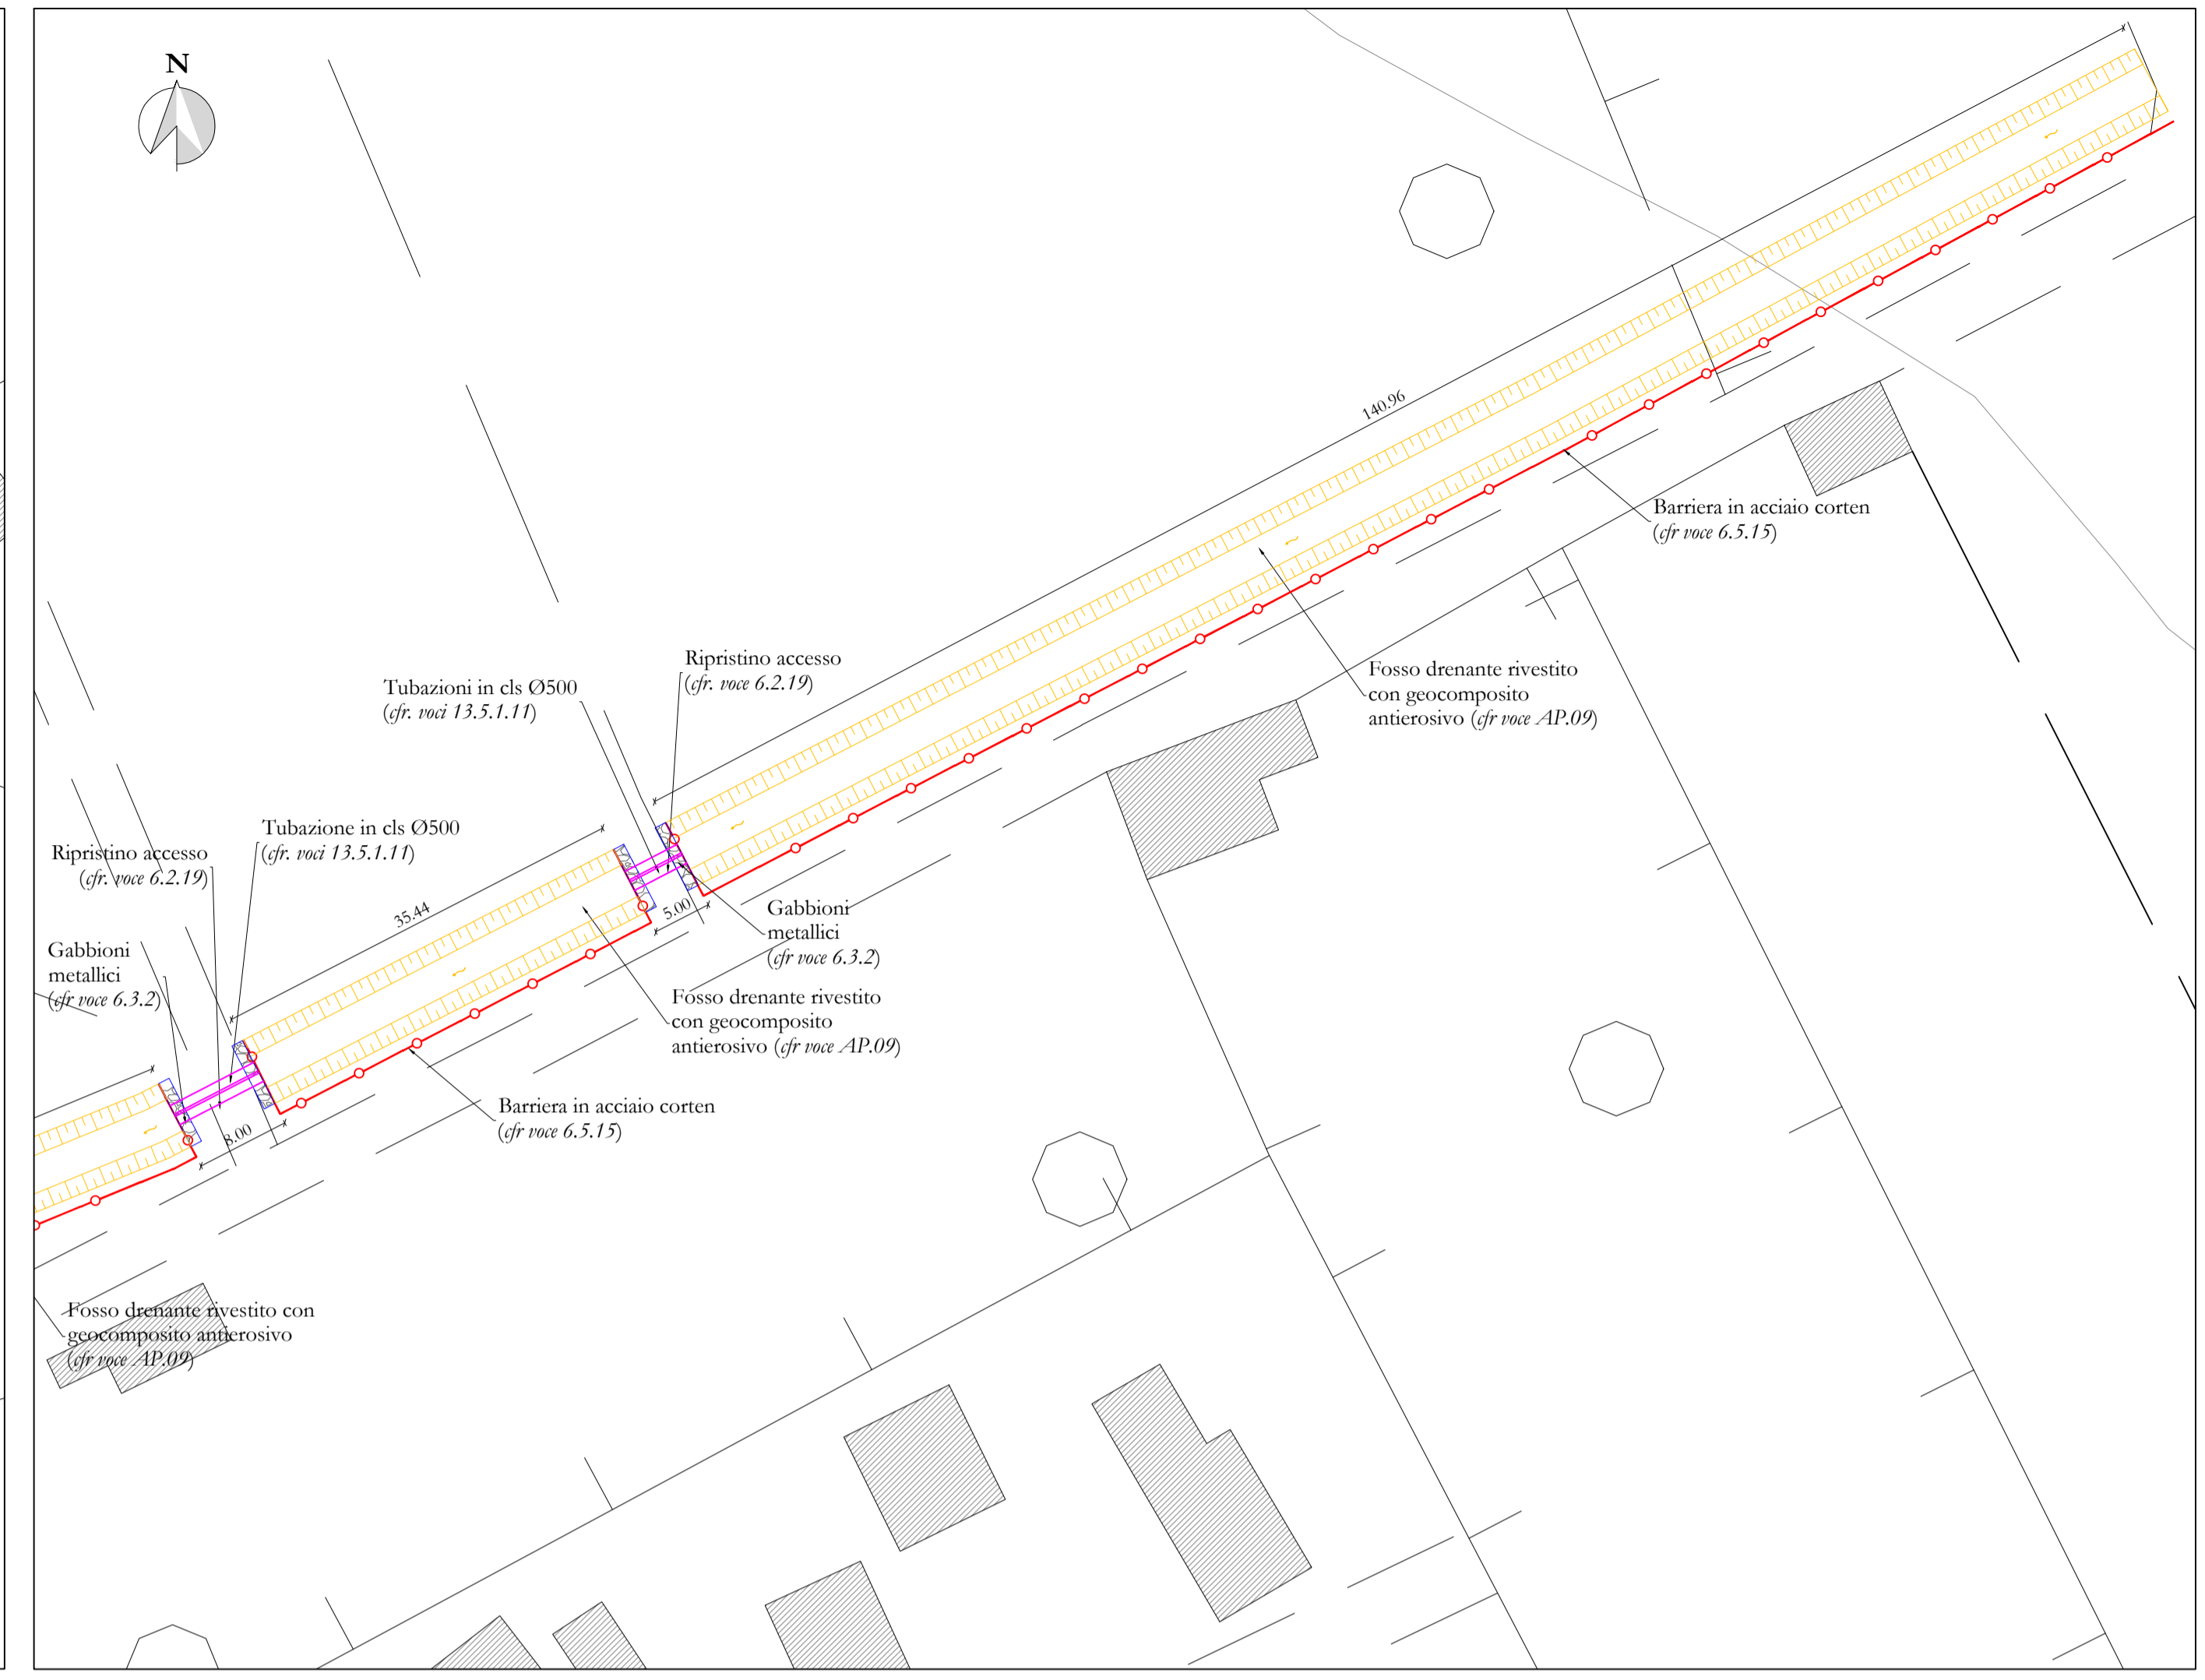 N
140.96
Barriera in acciaio corten
(cfr voce 6.5.15)
Ripristino accesso
(cfr. voce 6.2.19)
Tubazioni in cls Ø500
(cfr. voci 13.5.1.11)
Fosso drenante rivestito
con geocomposito
antierosivo (cfr voce AP.09)
Tubazione in cls Ø500
(cfr. voci 13.5.1.11)
Ripristino accesso
(cfr. voce 6.2.19)
35.44
5.00
Gabbioni
metallici
(cfr voce 6.3.2)
Gabbioni
metallici
(cfr voce 6.3.2)
Fosso drenante rivestito
con geocomposito
antierosivo (cfr voce AP.09)
Barriera in acciaio corten
(cfr voce 6.5.15)
8.00
Fosso drenante rivestito con
geocomposito antierosivo
(cfr voce AP.09)